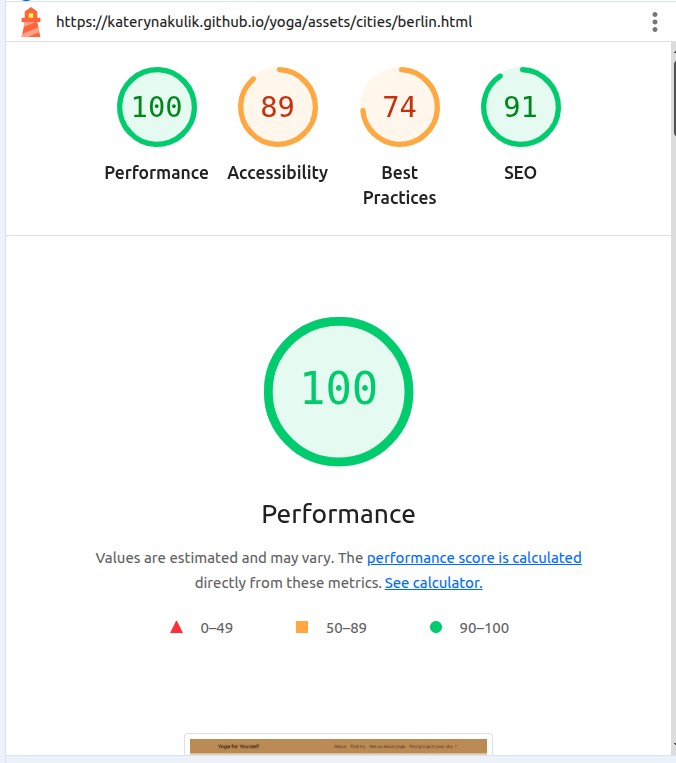 https://katerynakulik.github.io/yoga/assets/cities/berlin.html
100 89 74 91
Performance Accessibility Best Practices SEO
100
Performance
Values are estimated and may vary. The performance score is calculated
directly from these metrics. See calculator.
0–49 50–89 90–100
Yoga for Yourself